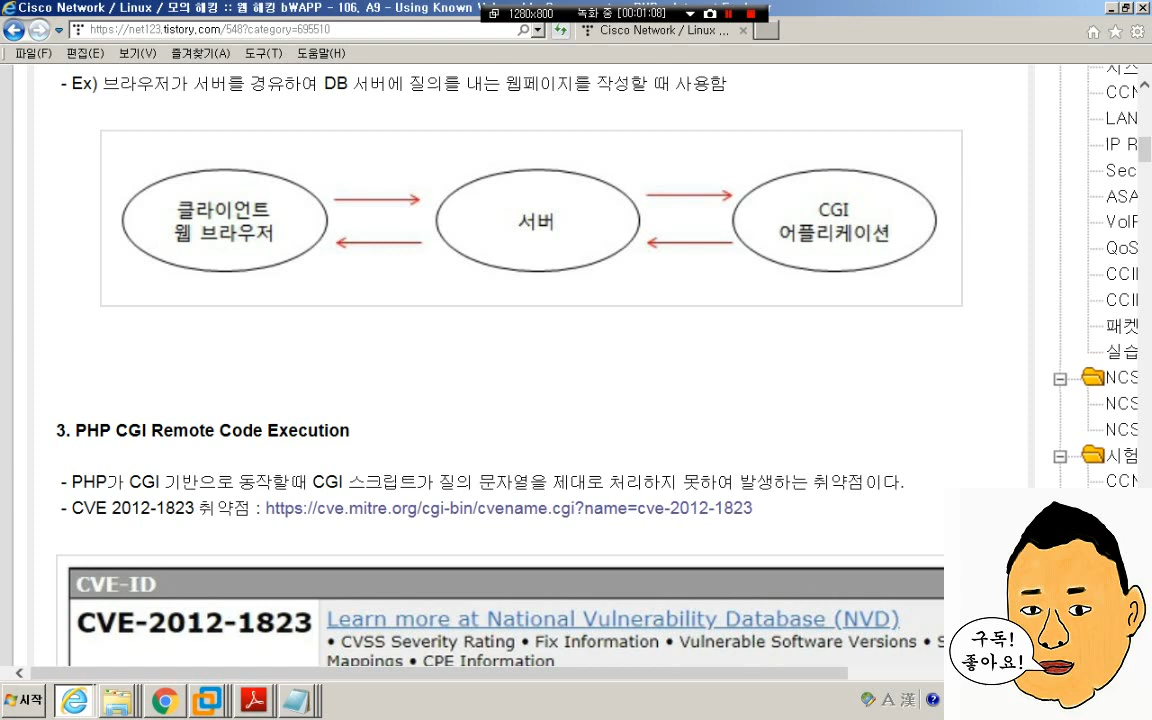 Cisco Network / Linux / 모의 해킹 :: 웹 해킹 bWAPP - 106. A9 - Using Known
1280x800
녹화 중 [00:01:08]
https://net123.tistory.com/548?category=695510
Cisco Network / Linux ...
파일(F) 편집(E) 보기(V) 즐겨찾기(A) 도구(T) 도움말(H)
- Ex) 브라우저가 서버를 경유하여 DB 서버에 질의를 내는 웹페이지를 작성할 때 사용함
클라이언트
웹 브라우저
서버
CGI
어플리케이션
3. PHP CGI Remote Code Execution
- PHP가 CGI 기반으로 동작할때 CGI 스크립트가 질의 문자열을 제대로 처리하지 못하여 발생하는 취약점이다.
- CVE 2012-1823 취약점 : https://cve.mitre.org/cgi-bin/cvename.cgi?name=cve-2012-1823
CVE-ID
CVE-2012-1823
Learn more at National Vulnerability Database (NVD)
• CVSS Severity Rating • Fix Information • Vulnerable Software Versions •
Mappings • CPE Information
LAN
IP R
Sec
ASA
VoIP
QoS
CCIE
CCIE
패킷
실습
NCS
NCS
NCS
시험
CCN
구독!
좋아요!
시작
A 漢